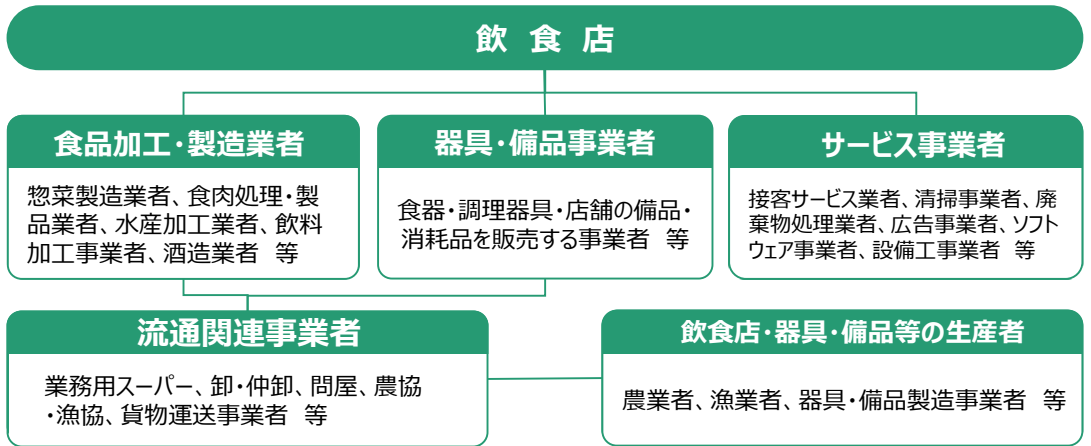 飲 食 店
食品加工・製造業者
惣菜製造業者、食肉処理・製
品業者、水産加工業者、飲料
加工事業者、酒造業者 等
器具・備品事業者
食器・調理器具・店舗の備品・
消耗品を販売する事業者 等
サービス事業者
接客サービス業者、清掃事業者、廃
棄物処理業者、広告事業者、ソフト
ウェア事業者、設備工事業者 等
流通関連事業者
業務用スーパー、卸・仲卸、問屋、農協
・漁協、貨物運送事業者 等
飲食店・器具・備品等の生産者
農業者、漁業者、器具・備品製造事業者 等